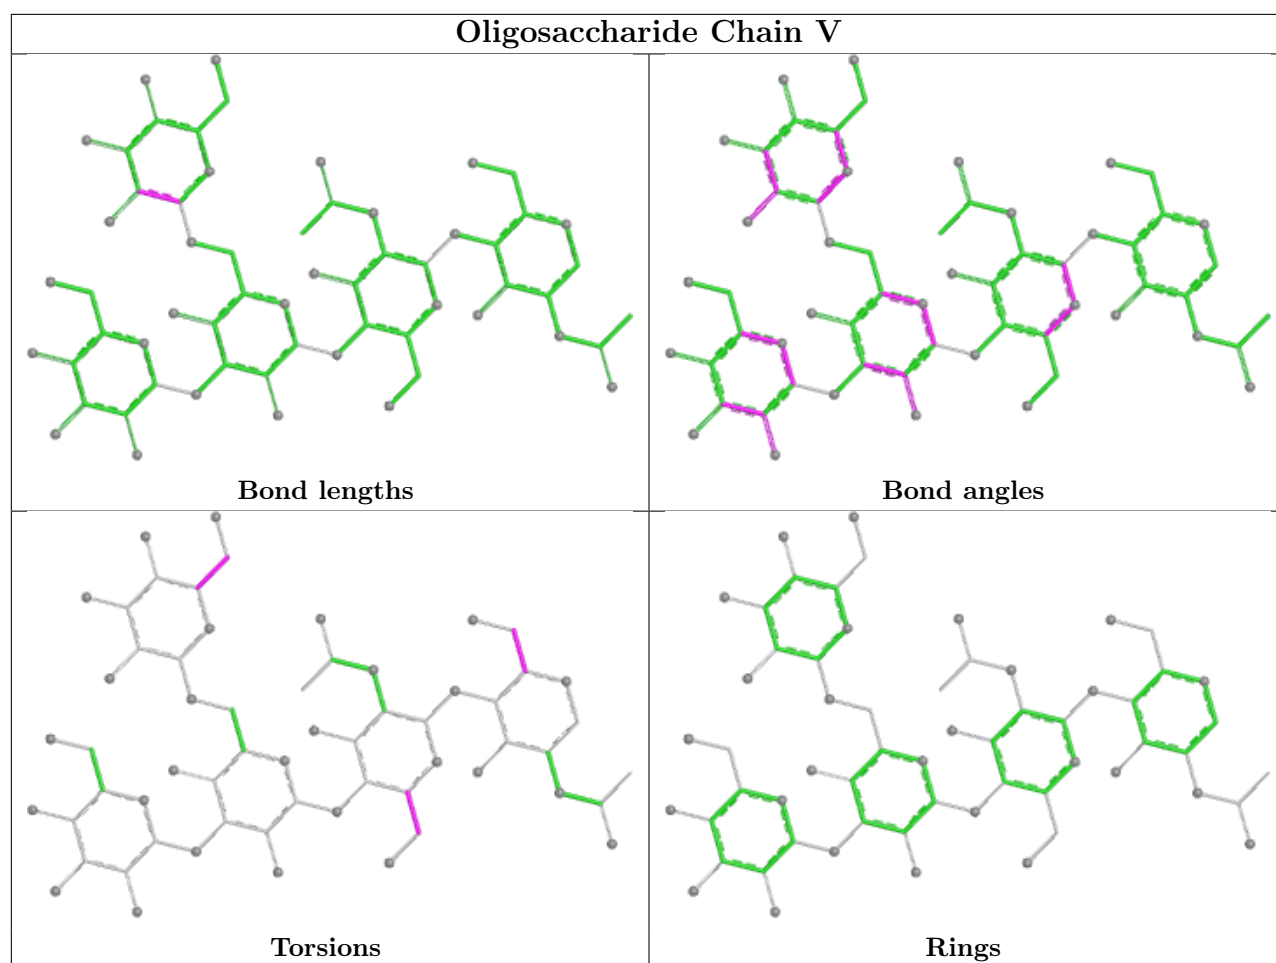 Oligosaccharide Chain V
Bond lengths
Bond angles
Torsions
Rings